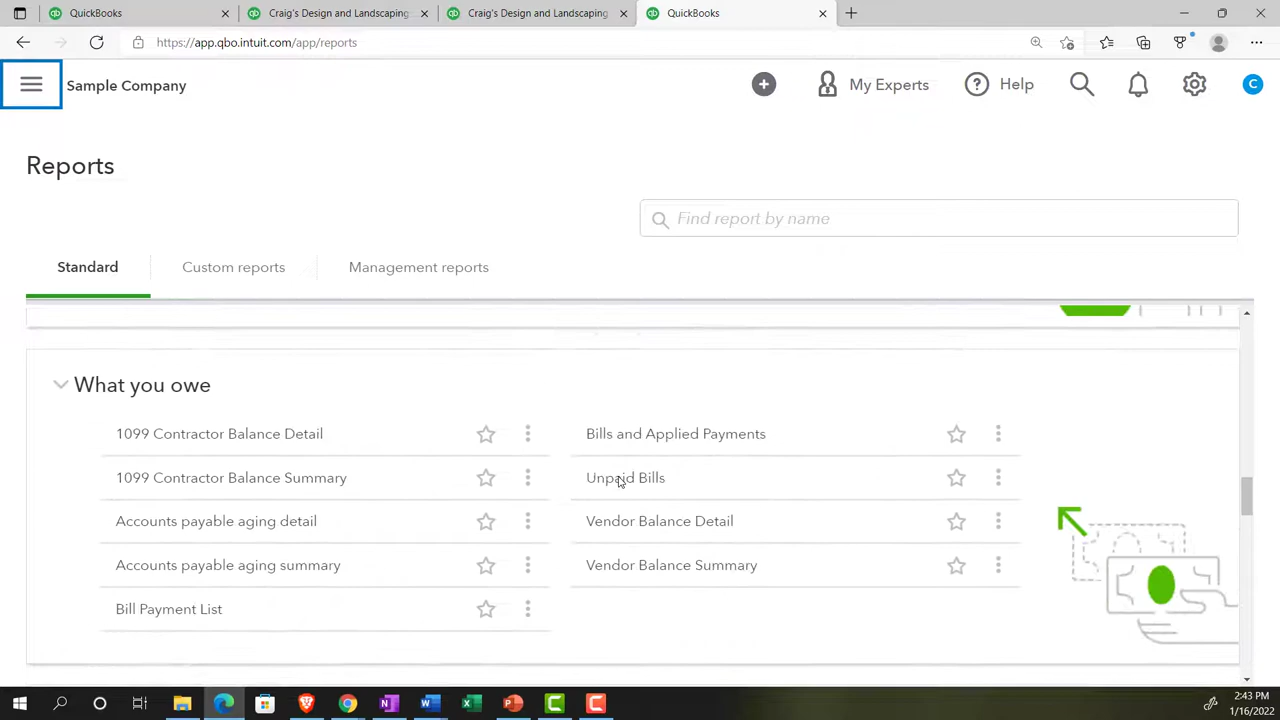 QuickBooks
Craig's Design and Landscaping
Craig's Design and Landscaping
QuickBooks
https://app.qbo.intuit.com/app/reports
Sample Company
My Experts
Help
C
Reports
Find report by name
Standard
Custom reports
Management reports
What you owe
1099 Contractor Balance Detail
Bills and Applied Payments
1099 Contractor Balance Summary
Unpaid Bills
Accounts payable aging detail
Vendor Balance Detail
Accounts payable aging summary
Vendor Balance Summary
Bill Payment List
2:43 PM
1/16/2022